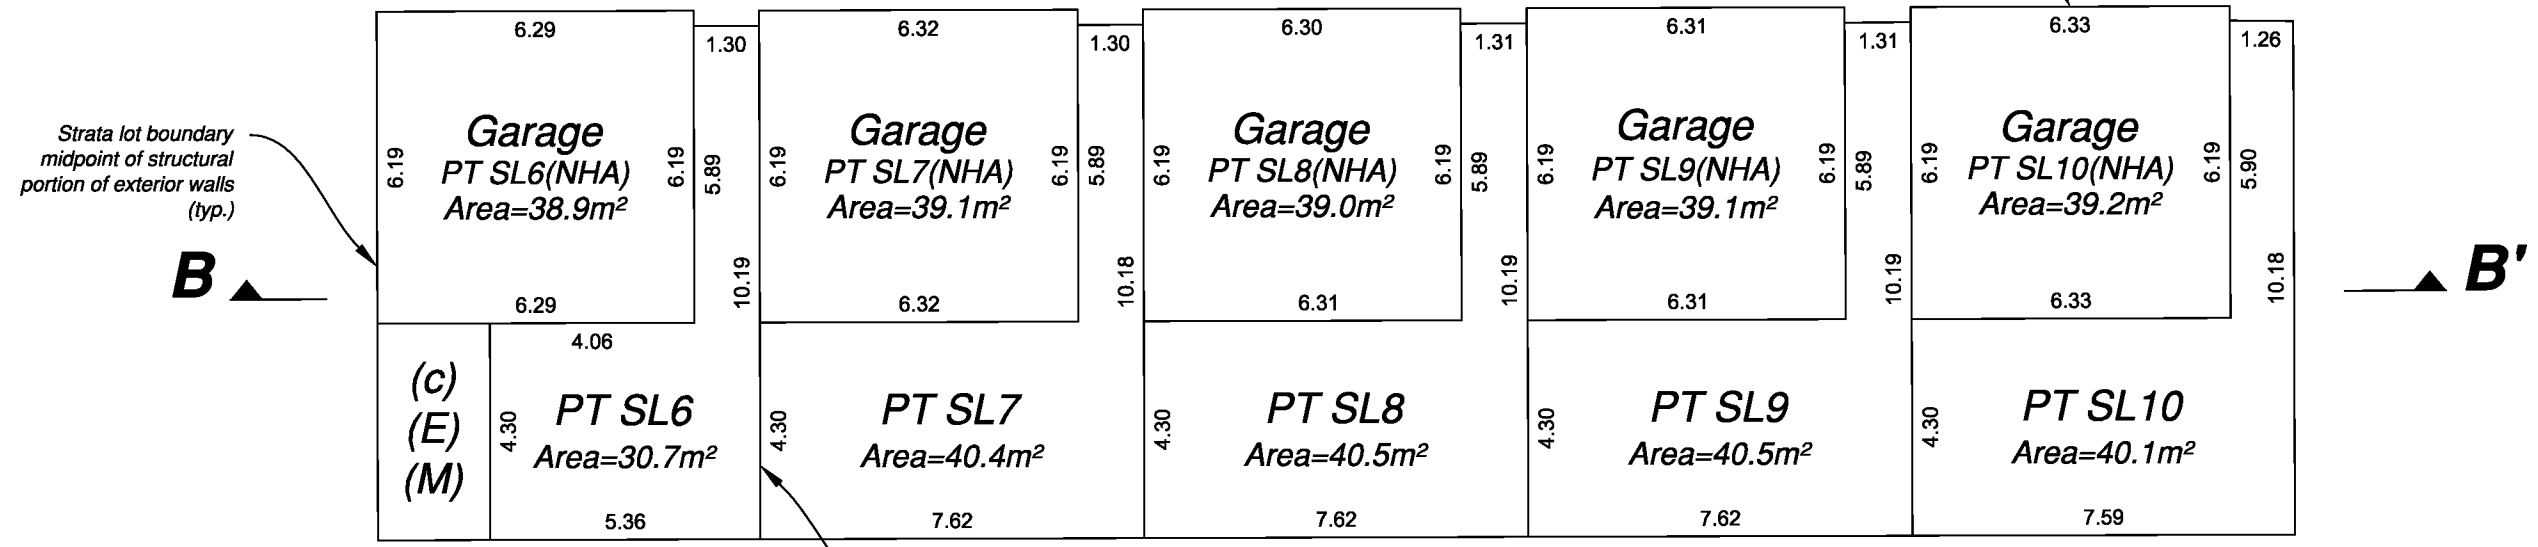 6.29
1.30
6.32
1.30
6.30
1.31
6.31
1.31
6.33
1.26
Strata lot boundary
midpoint of structural
portion of exterior walls
(typ.)
6.19
Garage
PT SL6(NHA)
Area=38.9m²
6.19
5.89
10.19
6.29
6.19
Garage
PT SL7(NHA)
Area=39.1m²
6.19
5.89
10.18
6.32
6.19
Garage
PT SL8(NHA)
Area=39.0m²
6.19
5.89
10.19
6.31
6.19
Garage
PT SL9(NHA)
Area=39.1m²
6.19
5.89
10.19
6.31
6.19
Garage
PT SL10(NHA)
Area=39.2m²
6.19
5.90
10.18
6.33
B
B'
(c)
(E)
(M)
4.06
4.30
PT SL6
Area=30.7m²
5.36
4.30
PT SL7
Area=40.4m²
7.62
4.30
PT SL8
Area=40.5m²
7.62
4.30
PT SL9
Area=40.5m²
7.62
4.30
PT SL10
Area=40.1m²
7.59